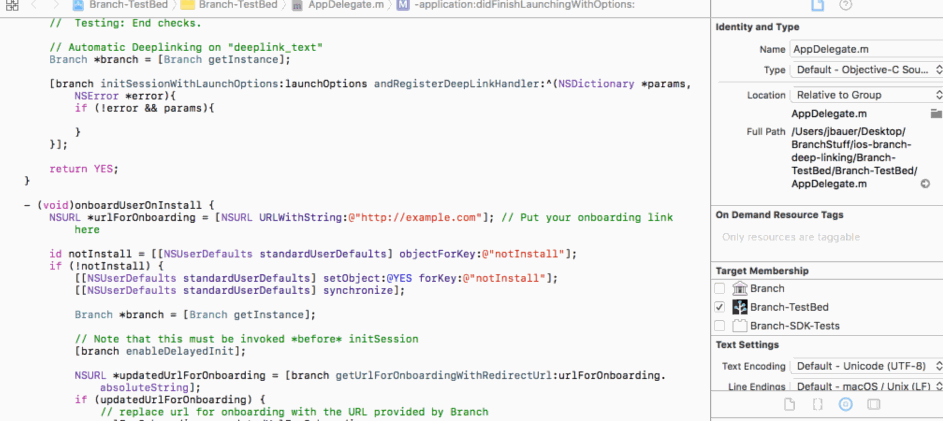 Branch-TestBed Branch-TestBed AppDelegate.m M -application:didFinishLaunchingWithOptions:
// Testing: End checks.
// Automatic Deeplinking on "deeplink_text"
Branch *branch = [Branch getInstance];
[branch initSessionWithLaunchOptions:launchOptions andRegisterDeepLinkHandler:^(NSDictionary *params,
NSError *error){
if (!error && params){
}
}];
return YES;
}
- (void)onboardUserOnInstall {
NSURL *urlForOnboarding = [NSURL URLWithString:@"http://example.com"]; // Put your onboarding link
here
id notInstall = [[NSUserDefaults standardUserDefaults] objectForKey:@"notInstall"];
if (!notInstall) {
[[NSUserDefaults standardUserDefaults] setObject:@YES forKey:@"notInstall"];
[[NSUserDefaults standardUserDefaults] synchronize];
Branch *branch = [Branch getInstance];
// Note that this must be invoked *before* initSession
[branch enableDelayedInit];
NSURL *updatedUrlForOnboarding = [branch getUrlForOnboardingWithRedirectUrl:urlForOnboarding.
absoluteString];
if (updatedUrlForOnboarding) {
// replace url for onboarding with the URL provided by Branch
Identity and Type
Name AppDelegate.m
Type Default - Objective-C Sou...
Location Relative to Group
AppDelegate.m
Full Path /Users/jbauer/Desktop/
BranchStuff/ios-branch-
deep-linking/Branch-
TestBed/Branch-TestBed/
AppDelegate.m
On Demand Resource Tags
Only resources are taggable
Target Membership
Branch
Branch-TestBed
Branch-SDK-Tests
Text Settings
Text Encoding Default - Unicode (UTF-8)
Line Endings Default - macOS / Unix (LF)